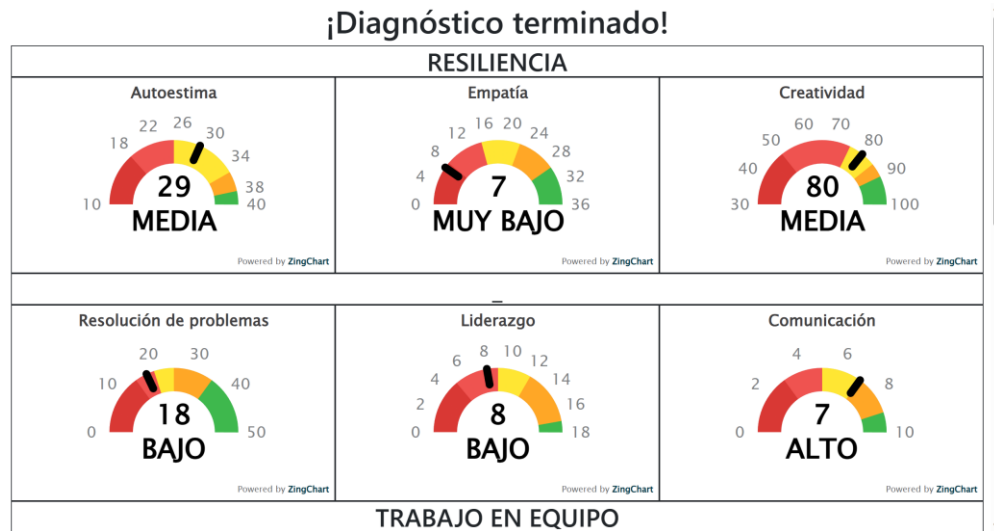 ¡Diagnóstico terminado!
RESILIENCIA
Autoestima
10
18
22
26
30
34
38
40
29
MEDIA
Powered by ZingChart
Empatía
0
4
8
12
16
20
24
28
32
36
7
MUY BAJO
Powered by ZingChart
Creatividad
30
40
50
60
70
80
90
100
80
MEDIA
Powered by ZingChart
_
Resolución de problemas
0
10
20
30
40
50
18
BAJO
Powered by ZingChart
Liderazgo
0
2
4
6
8
10
12
14
16
18
8
BAJO
Powered by ZingChart
Comunicación
0
2
4
6
8
10
7
ALTO
Powered by ZingChart
TRABAJO EN EQUIPO